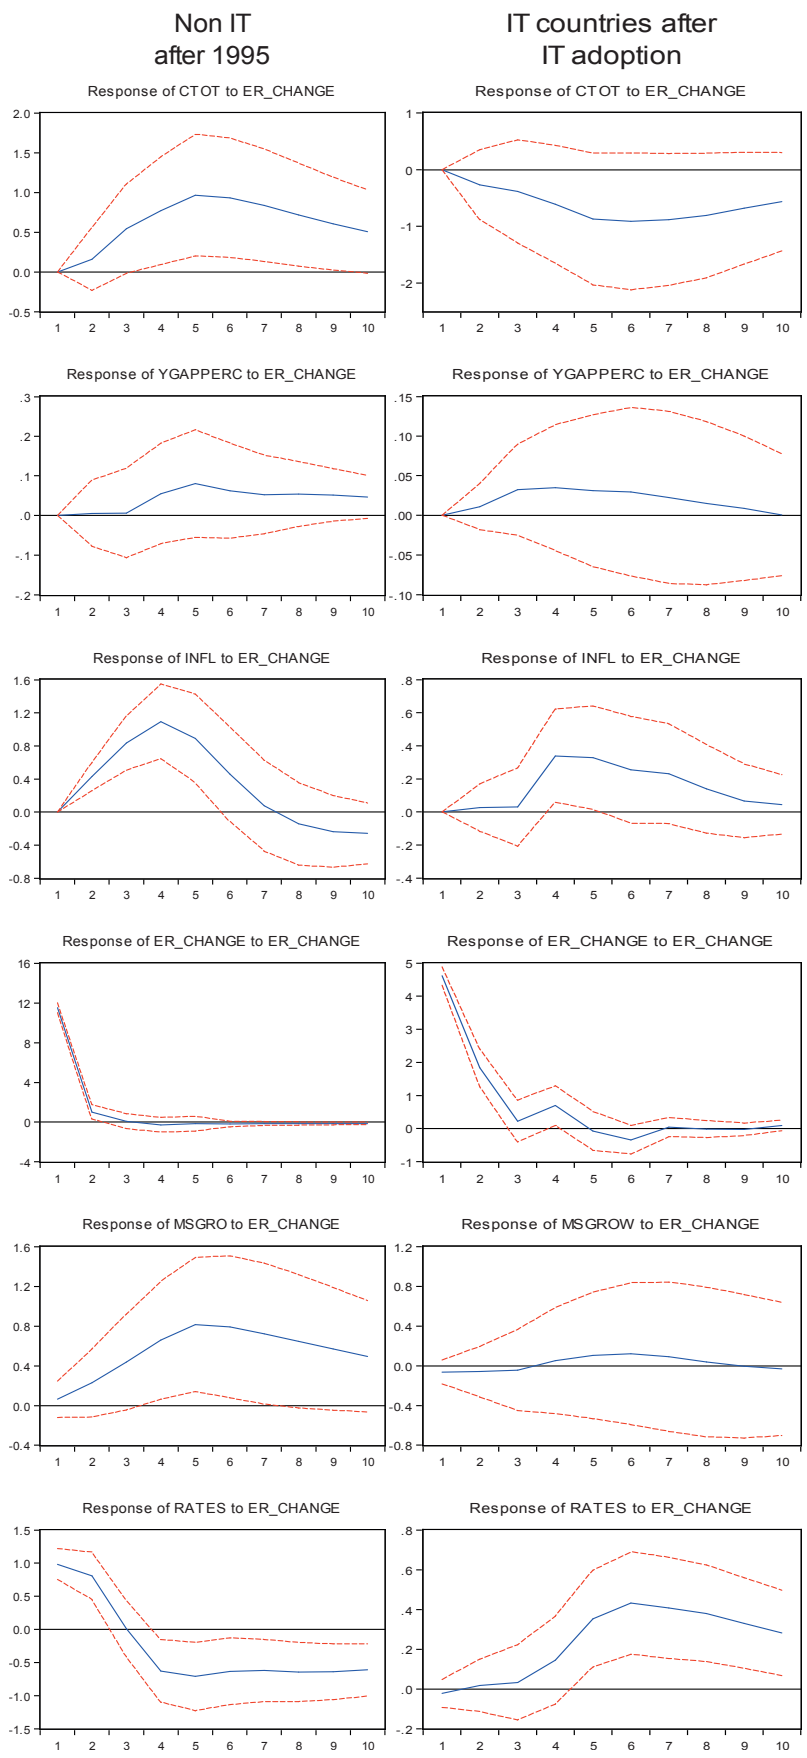 Non IT
after 1995
IT countries after
IT adoption
Response of CTOT to ER_CHANGE
2.0
1.5
1.0
0.5
0.0
-0.5
1 2 3 4 5 6 7 8 9 10
Response of CTOT to ER_CHANGE
1
0
-1
-2
1 2 3 4 5 6 7 8 9 10
Response of YGAPPERC to ER_CHANGE
.3
.2
.1
.0
-.1
-.2
1 2 3 4 5 6 7 8 9 10
Response of YGAPPERC to ER_CHANGE
.15
.10
.05
.00
-.05
-.10
1 2 3 4 5 6 7 8 9 10
Response of INFL to ER_CHANGE
1.6
1.2
0.8
0.4
0.0
-0.4
-0.8
1 2 3 4 5 6 7 8 9 10
Response of INFL to ER_CHANGE
.8
.6
.4
.2
.0
-.2
-.4
1 2 3 4 5 6 7 8 9 10
Response of ER_CHANGE to ER_CHANGE
16
12
8
4
0
-4
1 2 3 4 5 6 7 8 9 10
Response of ER_CHANGE to ER_CHANGE
5
4
3
2
1
0
-1
1 2 3 4 5 6 7 8 9 10
Response of MSGRO to ER_CHANGE
1.6
1.2
0.8
0.4
0.0
-0.4
1 2 3 4 5 6 7 8 9 10
Response of MSGROW to ER_CHANGE
1.2
0.8
0.4
0.0
-0.4
-0.8
1 2 3 4 5 6 7 8 9 10
Response of RATES to ER_CHANGE
1.5
1.0
0.5
0.0
-0.5
-1.0
-1.5
1 2 3 4 5 6 7 8 9 10
Response of RATES to ER_CHANGE
.8
.6
.4
.2
.0
-.2
1 2 3 4 5 6 7 8 9 10